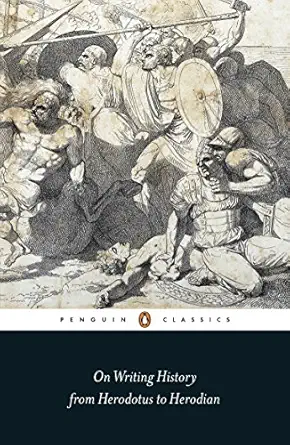 PENGUIN CLASSICS
On Writing History
from Herodotus to Herodian